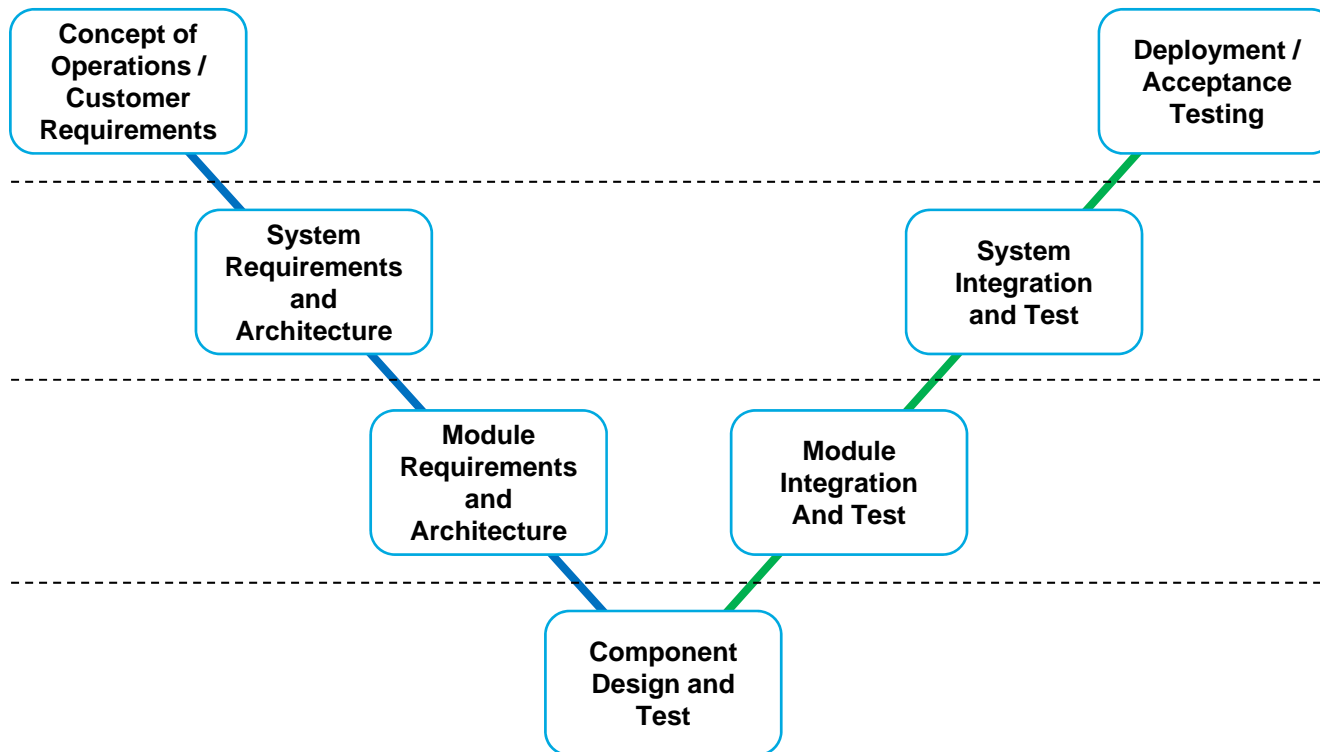 Concept of
Operations /
Customer
Requirements
Deployment /
Acceptance
Testing
System
Requirements
and
Architecture
System
Integration
and Test
Module
Requirements
and
Architecture
Module
Integration
And Test
Component
Design and
Test